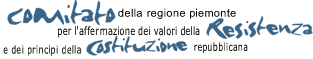 comitato della regione piemonte
per l'affermazione dei valori della Resistenza
e dei principi della Costituzione repubblicana